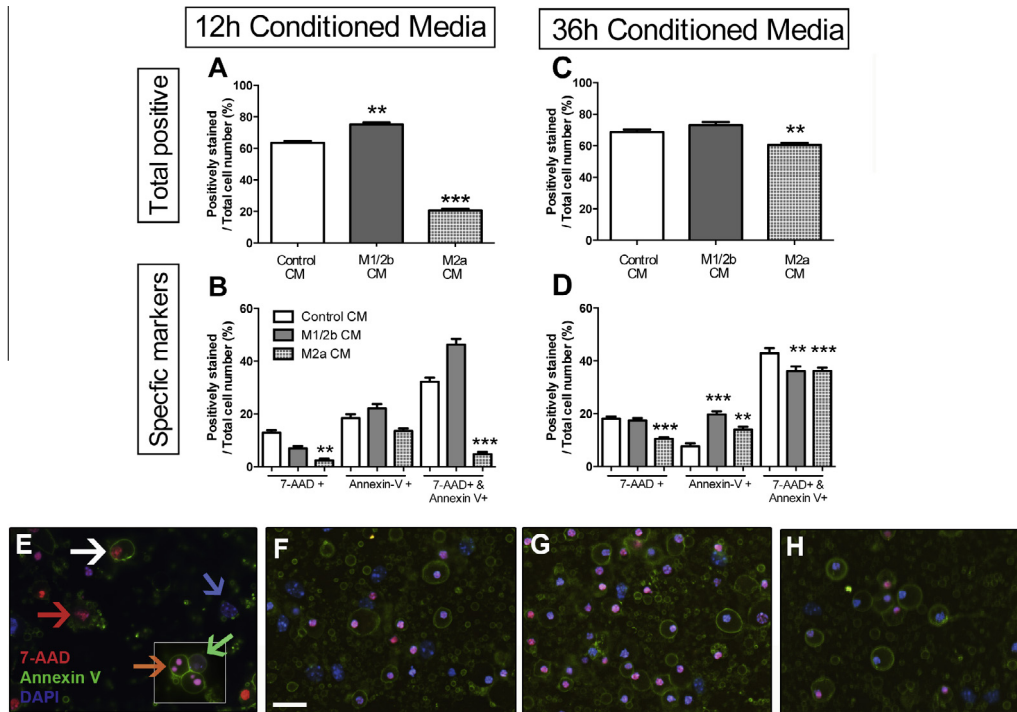 12h Conditioned Media
36h Conditioned Media
Total positive
A
Positively stained
/ Total cell number (%)
100
80
60
40
20
0
**
***
Control
CM
M1/2b
CM
M2a
CM
C
Positively stained
/ Total cell number (%)
100
80
60
40
20
0
**
Control
CM
M1/2b
CM
M2a
CM
Specfic markers
B
Positively stained
/ Total cell number (%)
60
40
20
0
Control CM
M1/2b CM
M2a CM
**
***
7-AAD +
Annexin-V +
7-AAD+ &
Annexin V+
D
Positively stained
/ Total cell number (%)
60
40
20
0
***
***
**
**
***
7-AAD +
Annexin-V +
7-AAD+ &
Annexin V+
E
7-AAD
Annexin V
DAPI
F
G
H